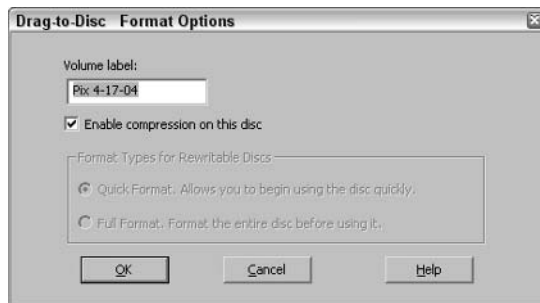 Drag-to-Disc Format Options
Volume label:
Pix 4-17-04
Enable compression on this disc
Format Types for Rewritable Discs
Quick Format. Allows you to begin using the disc quickly.
Full Format. Format the entire disc before using it.
OK Cancel Help